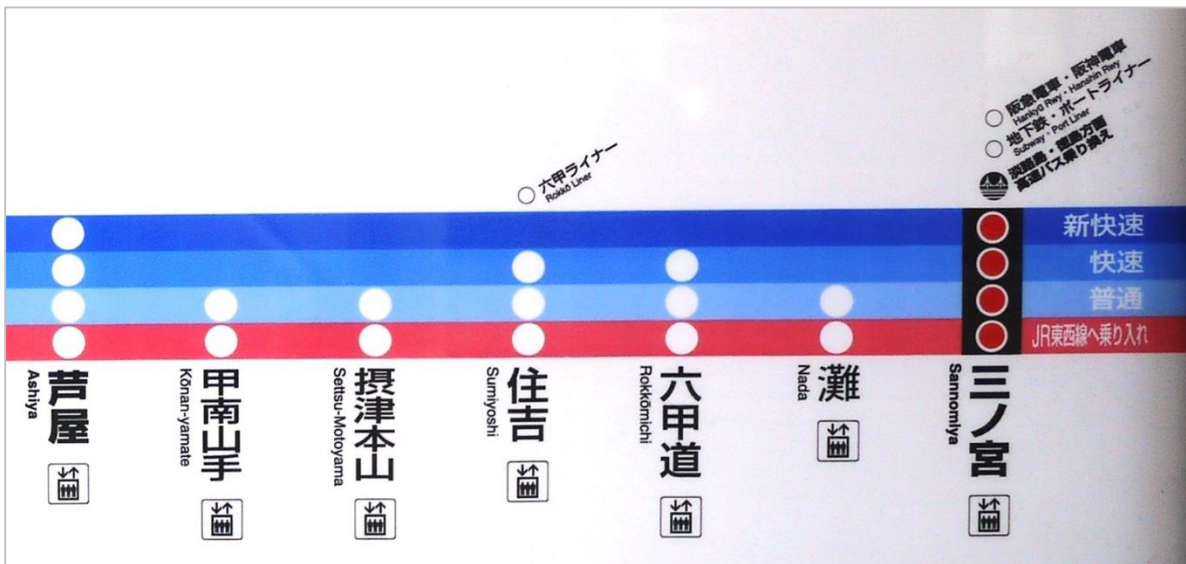 阪急電車・阪神電車
Hankyū Rwy・Hanshin Rwy
地下鉄・ポートライナー
Subway・Port Liner
淡路島・徳島方面
高速バス乗り換え
六甲ライナー
Rokkō Liner
新快速
快速
普通
JR東西線へ乗り入れ
芦屋
Ashiya
甲南山手
Kōnan-yamate
摂津本山
Settsu-Motoyama
住吉
Sumiyoshi
六甲道
Rokkōmichi
灘
Nada
三ノ宮
Sannomiya